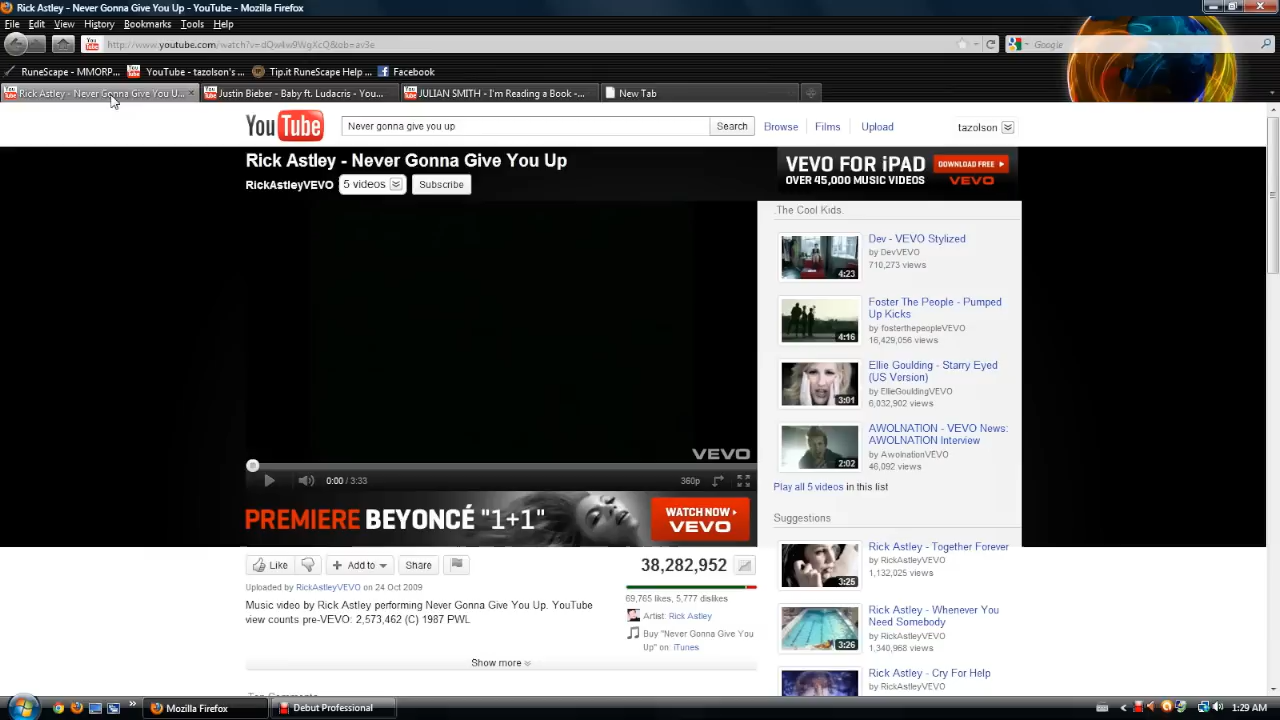 Rick Astley - Never Gonna Give You Up - YouTube - Mozilla Firefox
File Edit View History Bookmarks Tools Help
http://www.youtube.com/watch?v=dQw4w9WgXcQ&ob=av3e
Google
RuneScape - MMORP... YouTube - tazolson's ... Tip.it RuneScape Help ... Facebook
Rick Astley - Never Gonna Give You U... Justin Bieber - Baby ft. Ludacris - You... JULIAN SMITH - I'm Reading a Book -... New Tab
YouTube
Never gonna give you up
Search
Browse Films Upload
tazolson
Rick Astley - Never Gonna Give You Up
RickAstleyVEVO 5 videos Subscribe
VEVO FOR iPAD
OVER 45,000 MUSIC VIDEOS
DOWNLOAD FREE
VEVO
VEVO
0:00 / 3:33
360p
PREMIERE BEYONCÉ "1+1"
WATCH NOW
VEVO
.The Cool Kids.
4:23
Dev - VEVO Stylized
by DevVEVO
710,273 views
4:16
Foster The People - Pumped
Up Kicks
by fosterthepeopleVEVO
16,429,056 views
3:01
Ellie Goulding - Starry Eyed
(US Version)
by EllieGouldingVEVO
6,032,902 views
2:02
AWOLNATION - VEVO News:
AWOLNATION Interview
by AwolnationVEVO
46,092 views
Play all 5 videos in this list
Suggestions
3:25
Rick Astley - Together Forever
by RickAstleyVEVO
1,132,025 views
3:26
Rick Astley - Whenever You
Need Somebody
by RickAstleyVEVO
1,340,968 views
Rick Astley - Cry For Help
by RickAstleyVEVO
Like
Add to
Share
38,282,952
Uploaded by RickAstleyVEVO on 24 Oct 2009
Music video by Rick Astley performing Never Gonna Give You Up. YouTube
view counts pre-VEVO: 2,573,462 (C) 1987 PWL
69,765 likes, 5,777 dislikes
Artist: Rick Astley
Buy "Never Gonna Give You
Up" on iTunes
Show more
Top Comments
Mozilla Firefox
Debut Professional
1:29 AM